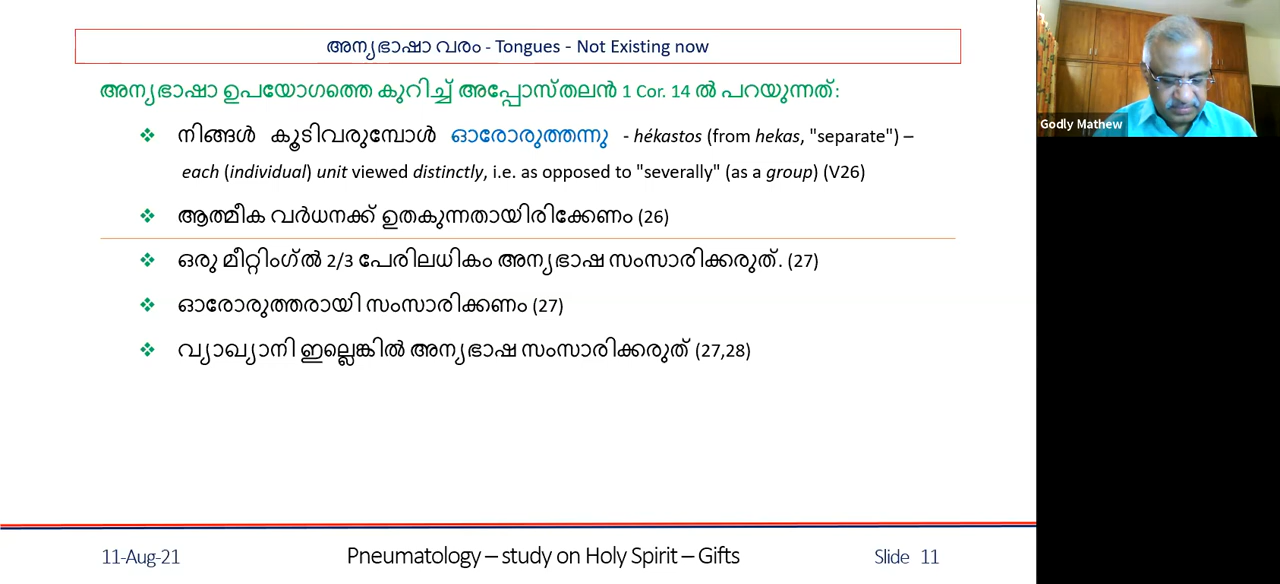 അന്യഭാഷാ വരം - Tongues - Not Existing now
അന്യഭാഷാ ഉപയോഗത്തെ കുറിച്ച് അപ്പോസ്തലൻ 1 Cor. 14 ൽ പറയുന്നത്:
❖ നിങ്ങൾ കൂടിവരുമ്പോൾ ഓരോരുത്തന്നു - hékastos (from hekas, "separate") –
each (individual) unit viewed distinctly, i.e. as opposed to "severally" (as a group) (V26)
❖ ആത്മീക വർധനക്ക് ഉതകുന്നതായിരിക്കേണം (26)
❖ ഒരു മീറ്റിംഗ്ൽ 2/3 പേരിലധികം അന്യഭാഷ സംസാരിക്കരുത്. (27)
❖ ഓരോരുത്തരായി സംസാരിക്കണം (27)
❖ വ്യാഖ്യാനി ഇല്ലെങ്കിൽ അന്യഭാഷ സംസാരിക്കരുത് (27,28)
11-Aug-21 Pneumatology – study on Holy Spirit – Gifts Slide 11
Godly Mathew